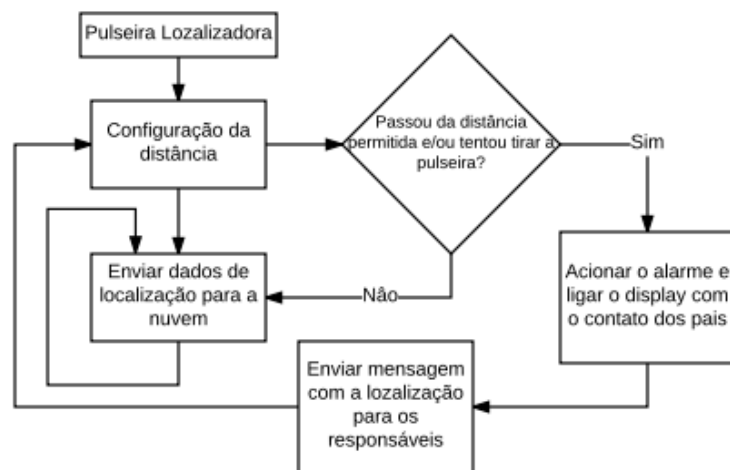 Pulseira Lozalizadora
Configuração da
distância
Passou da distância
permitida e/ou tentou tirar a
pulseira?
Sim
Enviar dados de
localização para a
nuvem
Nâo
Acionar o alarme e
ligar o display com
o contato dos pais
Enviar mensagem
com a lozalização
para os
responsáveis